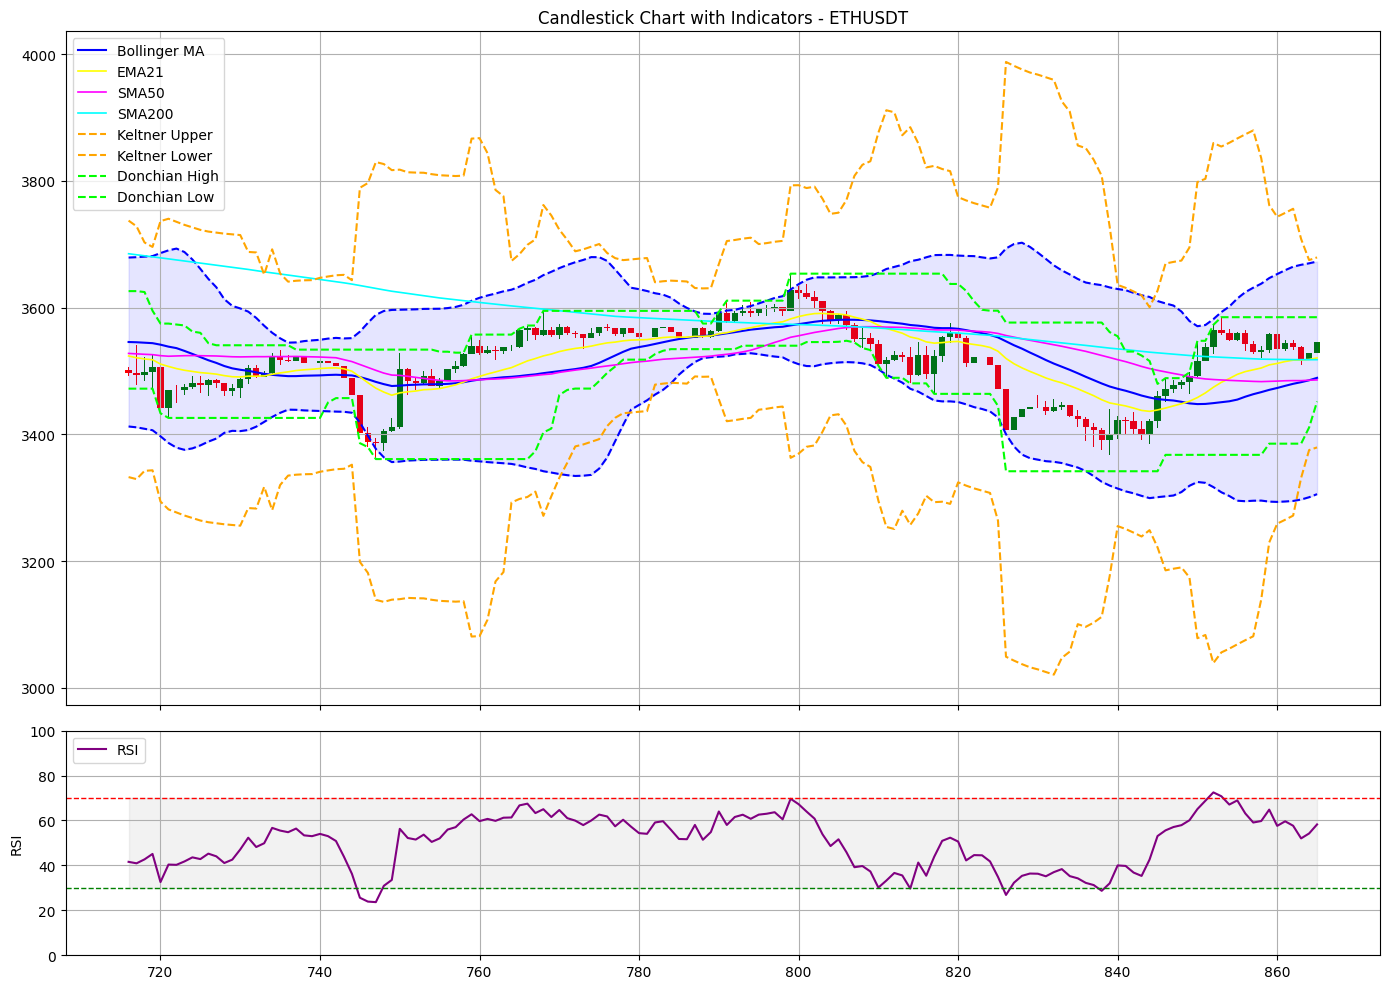 Candlestick Chart with Indicators - ETHUSDT
4000
3800
3600
3400
3200
3000
Bollinger MA
EMA21
SMA50
SMA200
Keltner Upper
Keltner Lower
Donchian High
Donchian Low
100
80
60
40
20
0
RSI
RSI
720 740 760 780 800 820 840 860